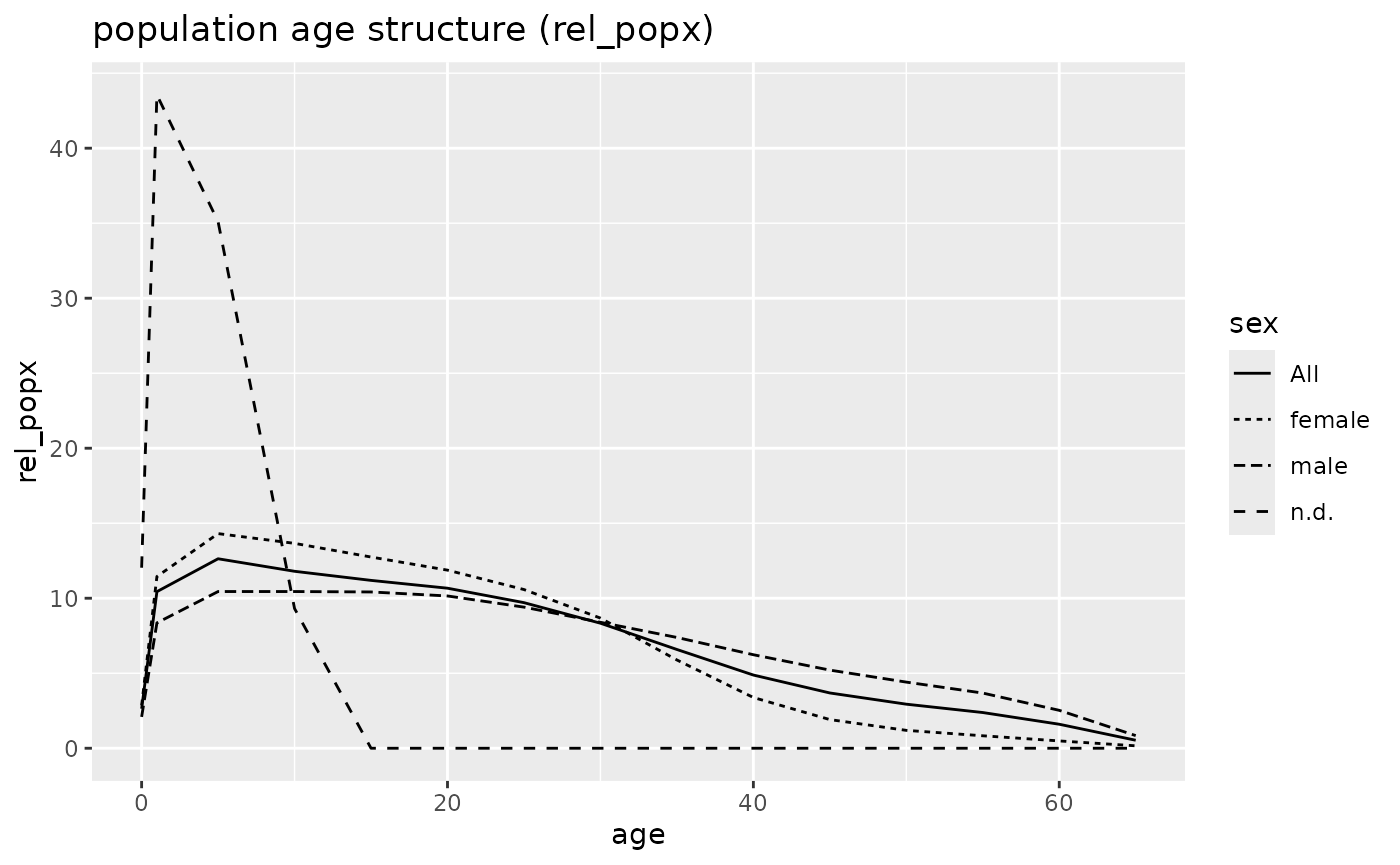 population age structure (rel_popx)
40
30
20
10
0
rel_popx
0 20 40 60
age
sex
All
female
male
n.d.